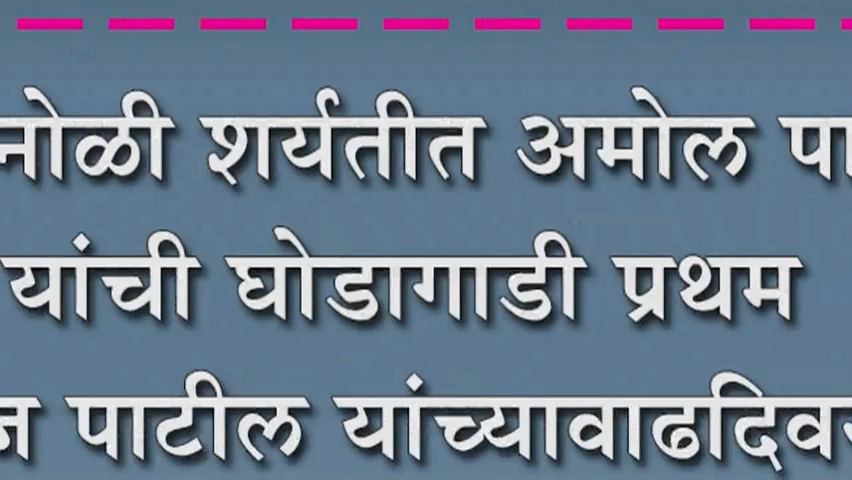 नोळी शर्यतीत अमोल पा
यांची घोडागाडी प्रथम
ज पाटील यांच्यावाढदिव